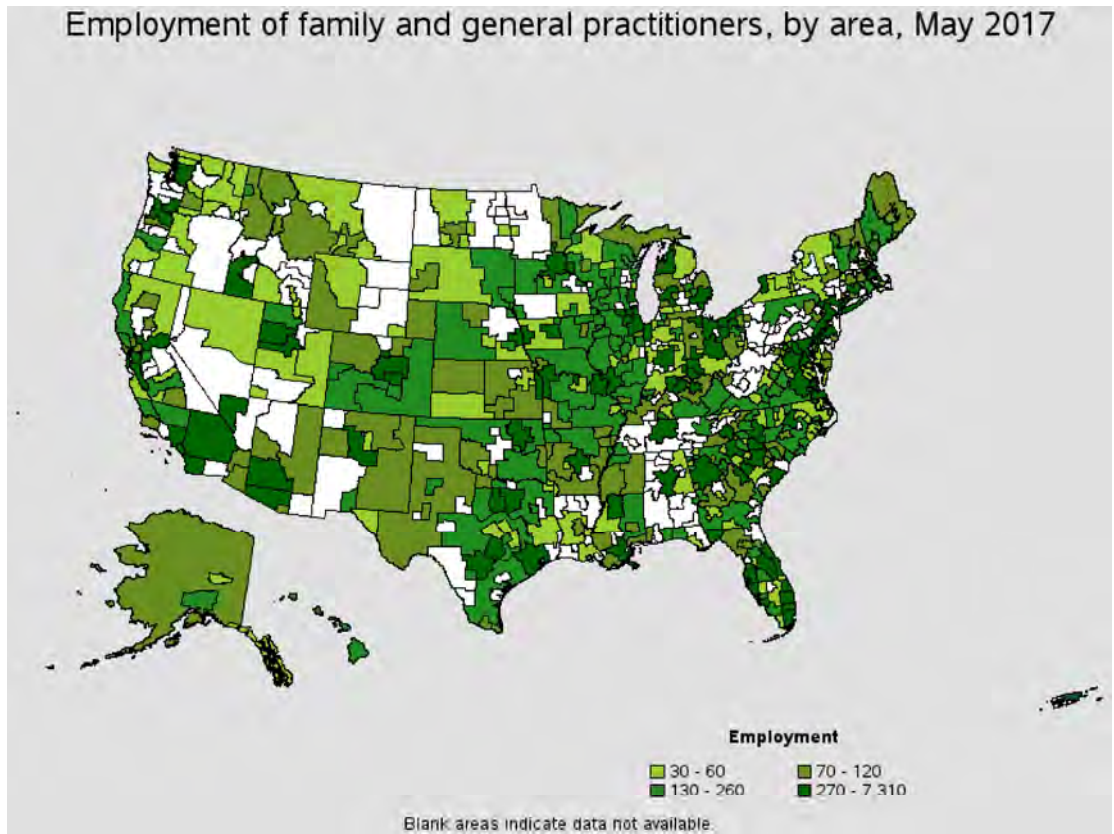 Employment of family and general practitioners, by area, May 2017
Employment
30 - 60 70 - 120
130 - 260 270 - 7,310
Blank areas indicate data not available.